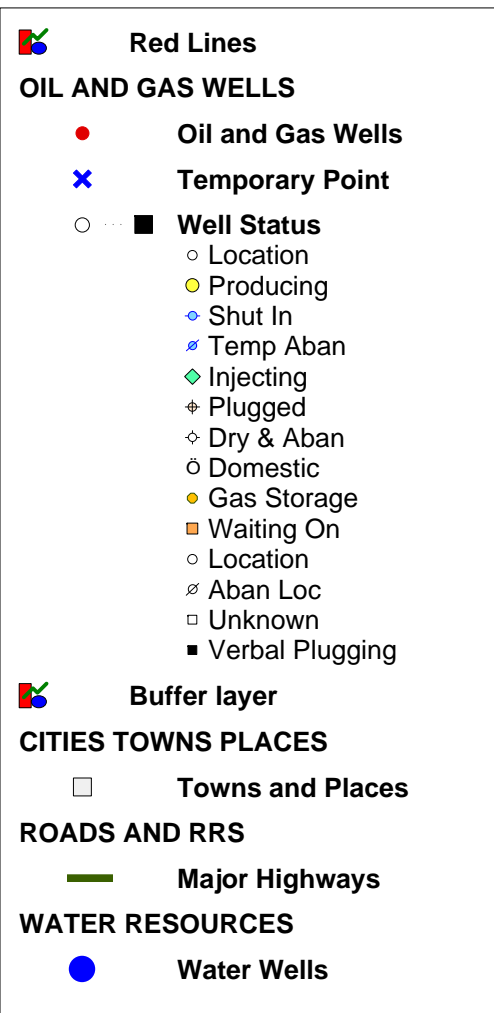 Red Lines
OIL AND GAS WELLS
Oil and Gas Wells
Temporary Point
Well Status
Location
Producing
Shut In
Temp Aban
Injecting
Plugged
Dry & Aban
Ö Domestic
Gas Storage
Waiting On
Location
Aban Loc
Unknown
Verbal Plugging
Buffer layer
CITIES TOWNS PLACES
Towns and Places
ROADS AND RRS
Major Highways
WATER RESOURCES
Water Wells